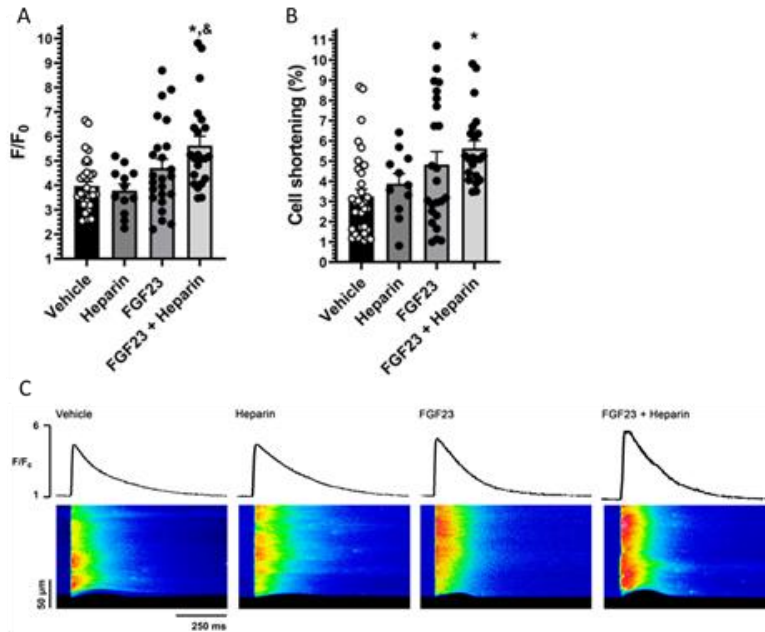 A
*,&
10
9
8
7
6
5
4
3
2
1
F/F₀
Vehicle
Heparin
FGF23
FGF23 + Heparin
B
*
11
10
9
8
7
6
5
4
3
2
1
0
Cell shortening (%)
Vehicle
Heparin
FGF23
FGF23 + Heparin
C
Vehicle Heparin FGF23 FGF23 + Heparin
6
F/F₀
1
50 µm
250 ms